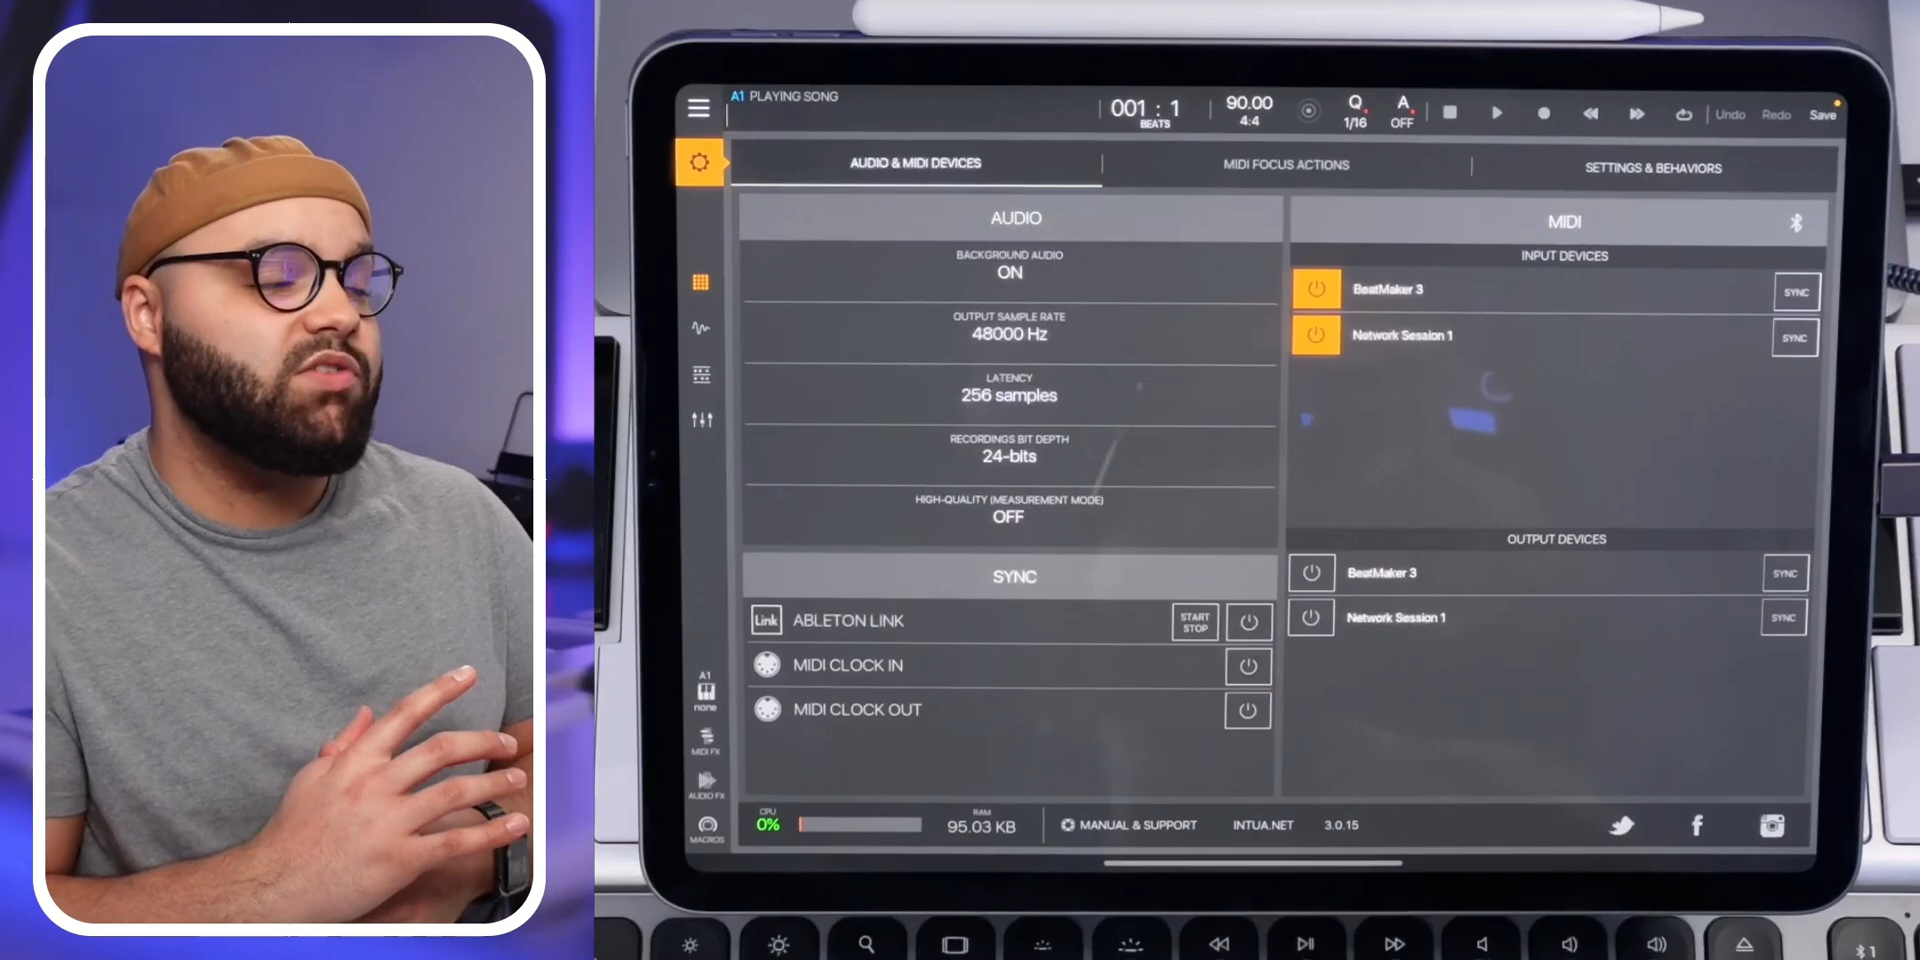 A1 PLAYING SONG
001 : 1
BEATS
90.00
4:4
Q
1/16
A
OFF
Undo
Redo
Save
AUDIO & MIDI DEVICES
MIDI FOCUS ACTIONS
SETTINGS & BEHAVIORS
AUDIO
BACKGROUND AUDIO
ON
OUTPUT SAMPLE RATE
48000 Hz
LATENCY
256 samples
RECORDINGS BIT DEPTH
24-bits
HIGH-QUALITY (MEASUREMENT MODE)
OFF
SYNC
Link ABLETON LINK
START
STOP
MIDI CLOCK IN
MIDI CLOCK OUT
MIDI
INPUT DEVICES
BeatMaker 3
SYNC
Network Session 1
SYNC
OUTPUT DEVICES
BeatMaker 3
SYNC
Network Session 1
SYNC
A1
none
MIDI FX
AUDIO FX
MACROS
CPU
0%
RAM
95.03 KB
MANUAL & SUPPORT
INTUA.NET
3.0.15
1